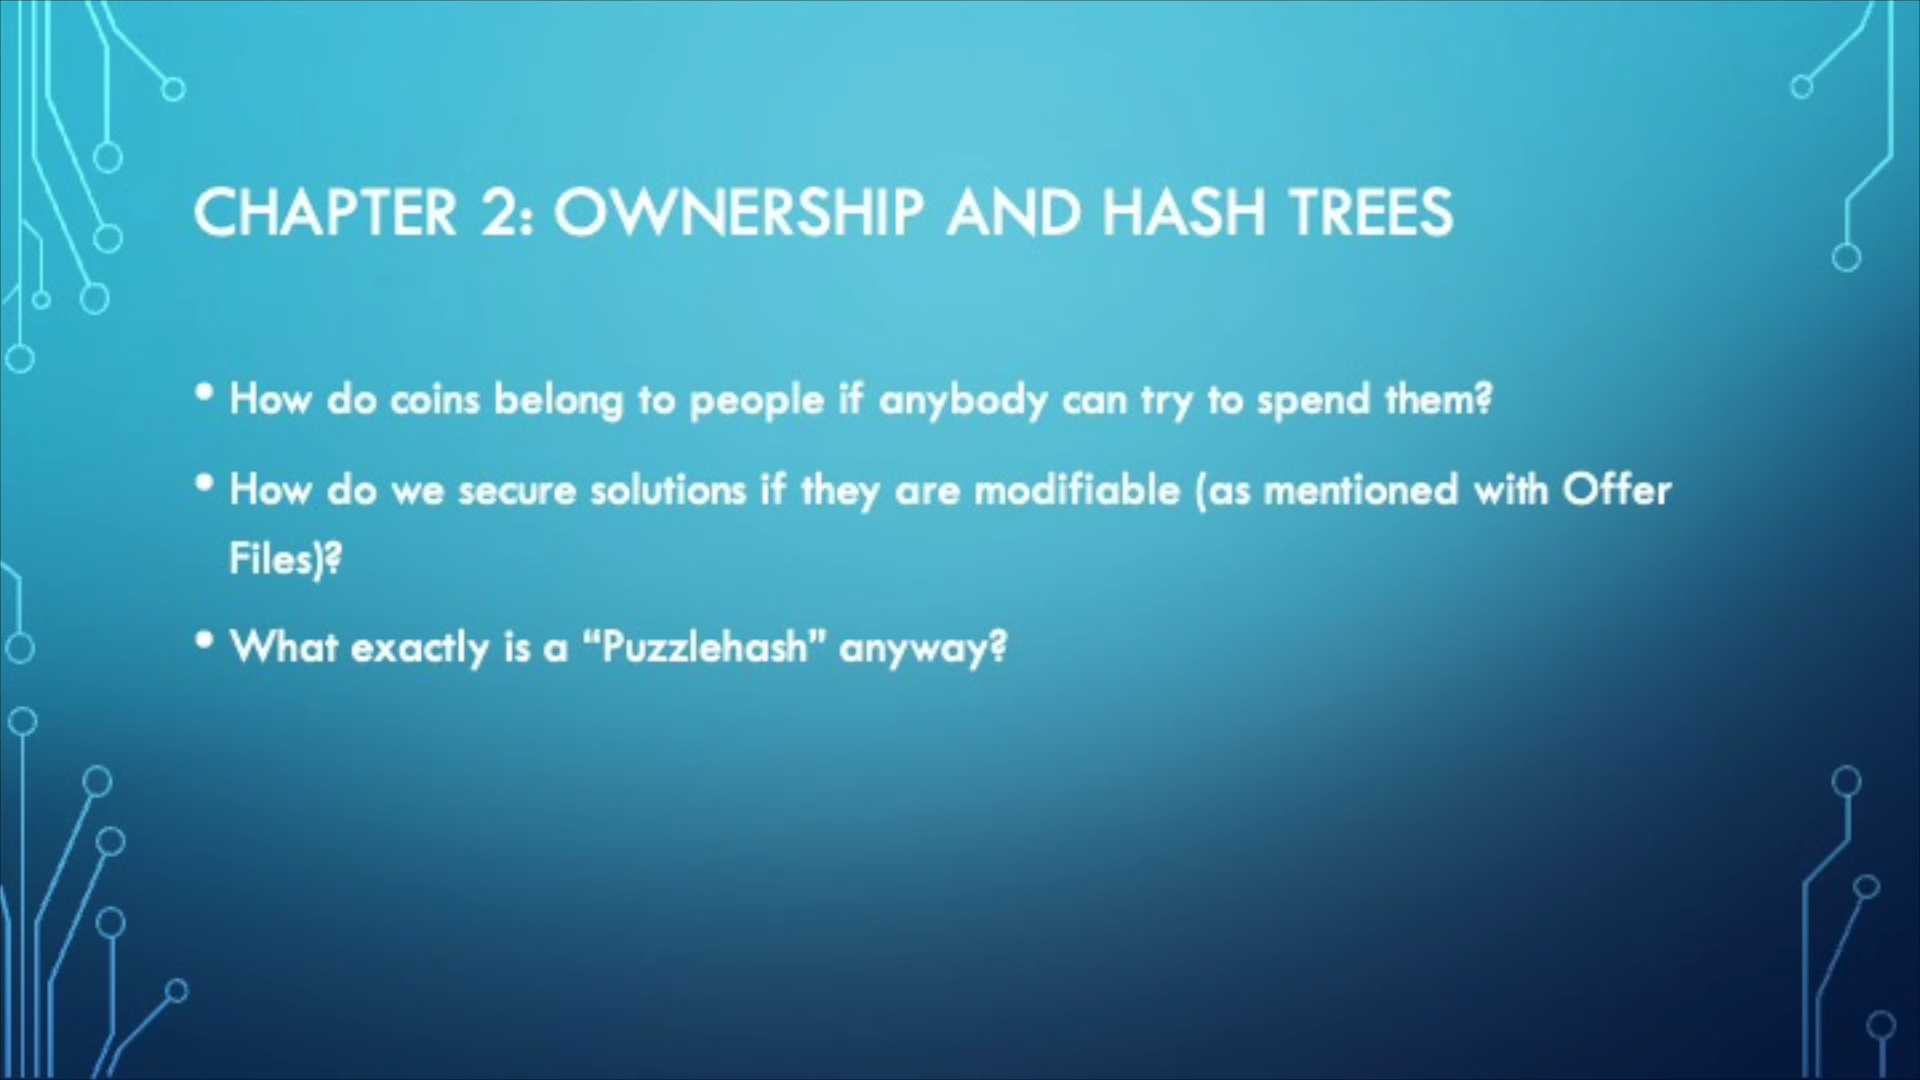 CHAPTER 2: OWNERSHIP AND HASH TREES
• How do coins belong to people if anybody can try to spend them?
• How do we secure solutions if they are modifiable (as mentioned with Offer
Files)?
• What exactly is a “Puzzlehash” anyway?